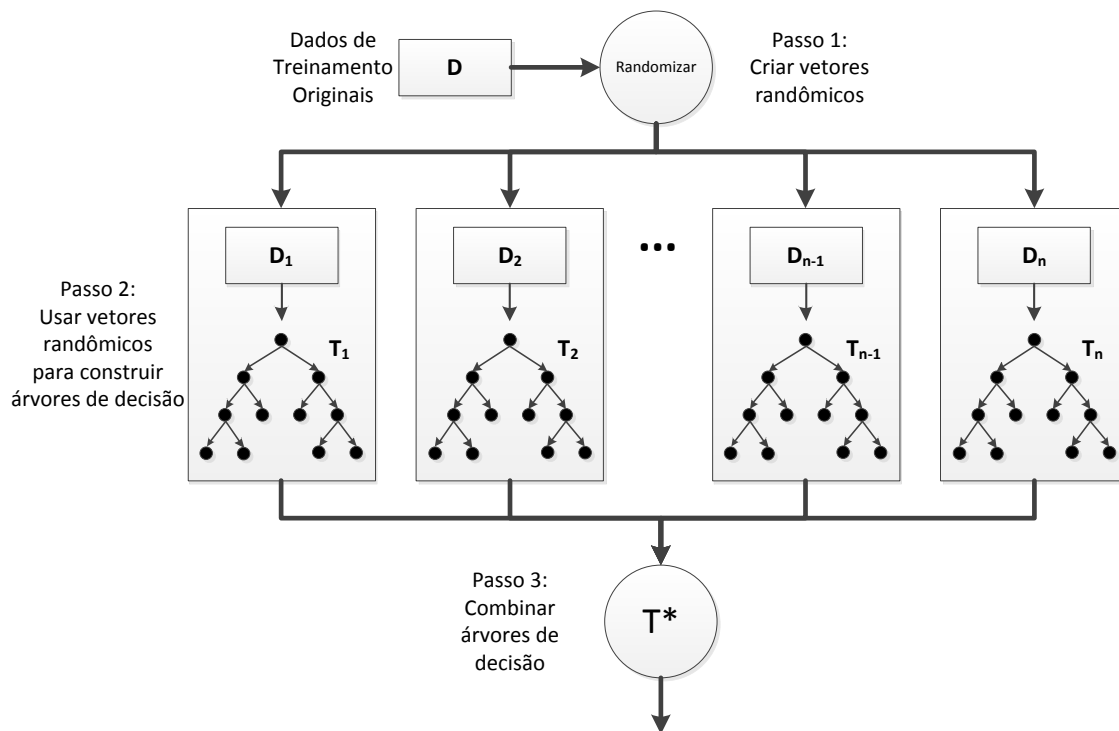 Dados de
Treinamento
Originais
D
Randomizar
Passo 1:
Criar vetores
randômicos
D1
D2
...
Dn-1
Dn
Passo 2:
Usar vetores
randômicos
para construir
árvores de decisão
T1
T2
Tn-1
Tn
Passo 3:
Combinar
árvores de
decisão
T*